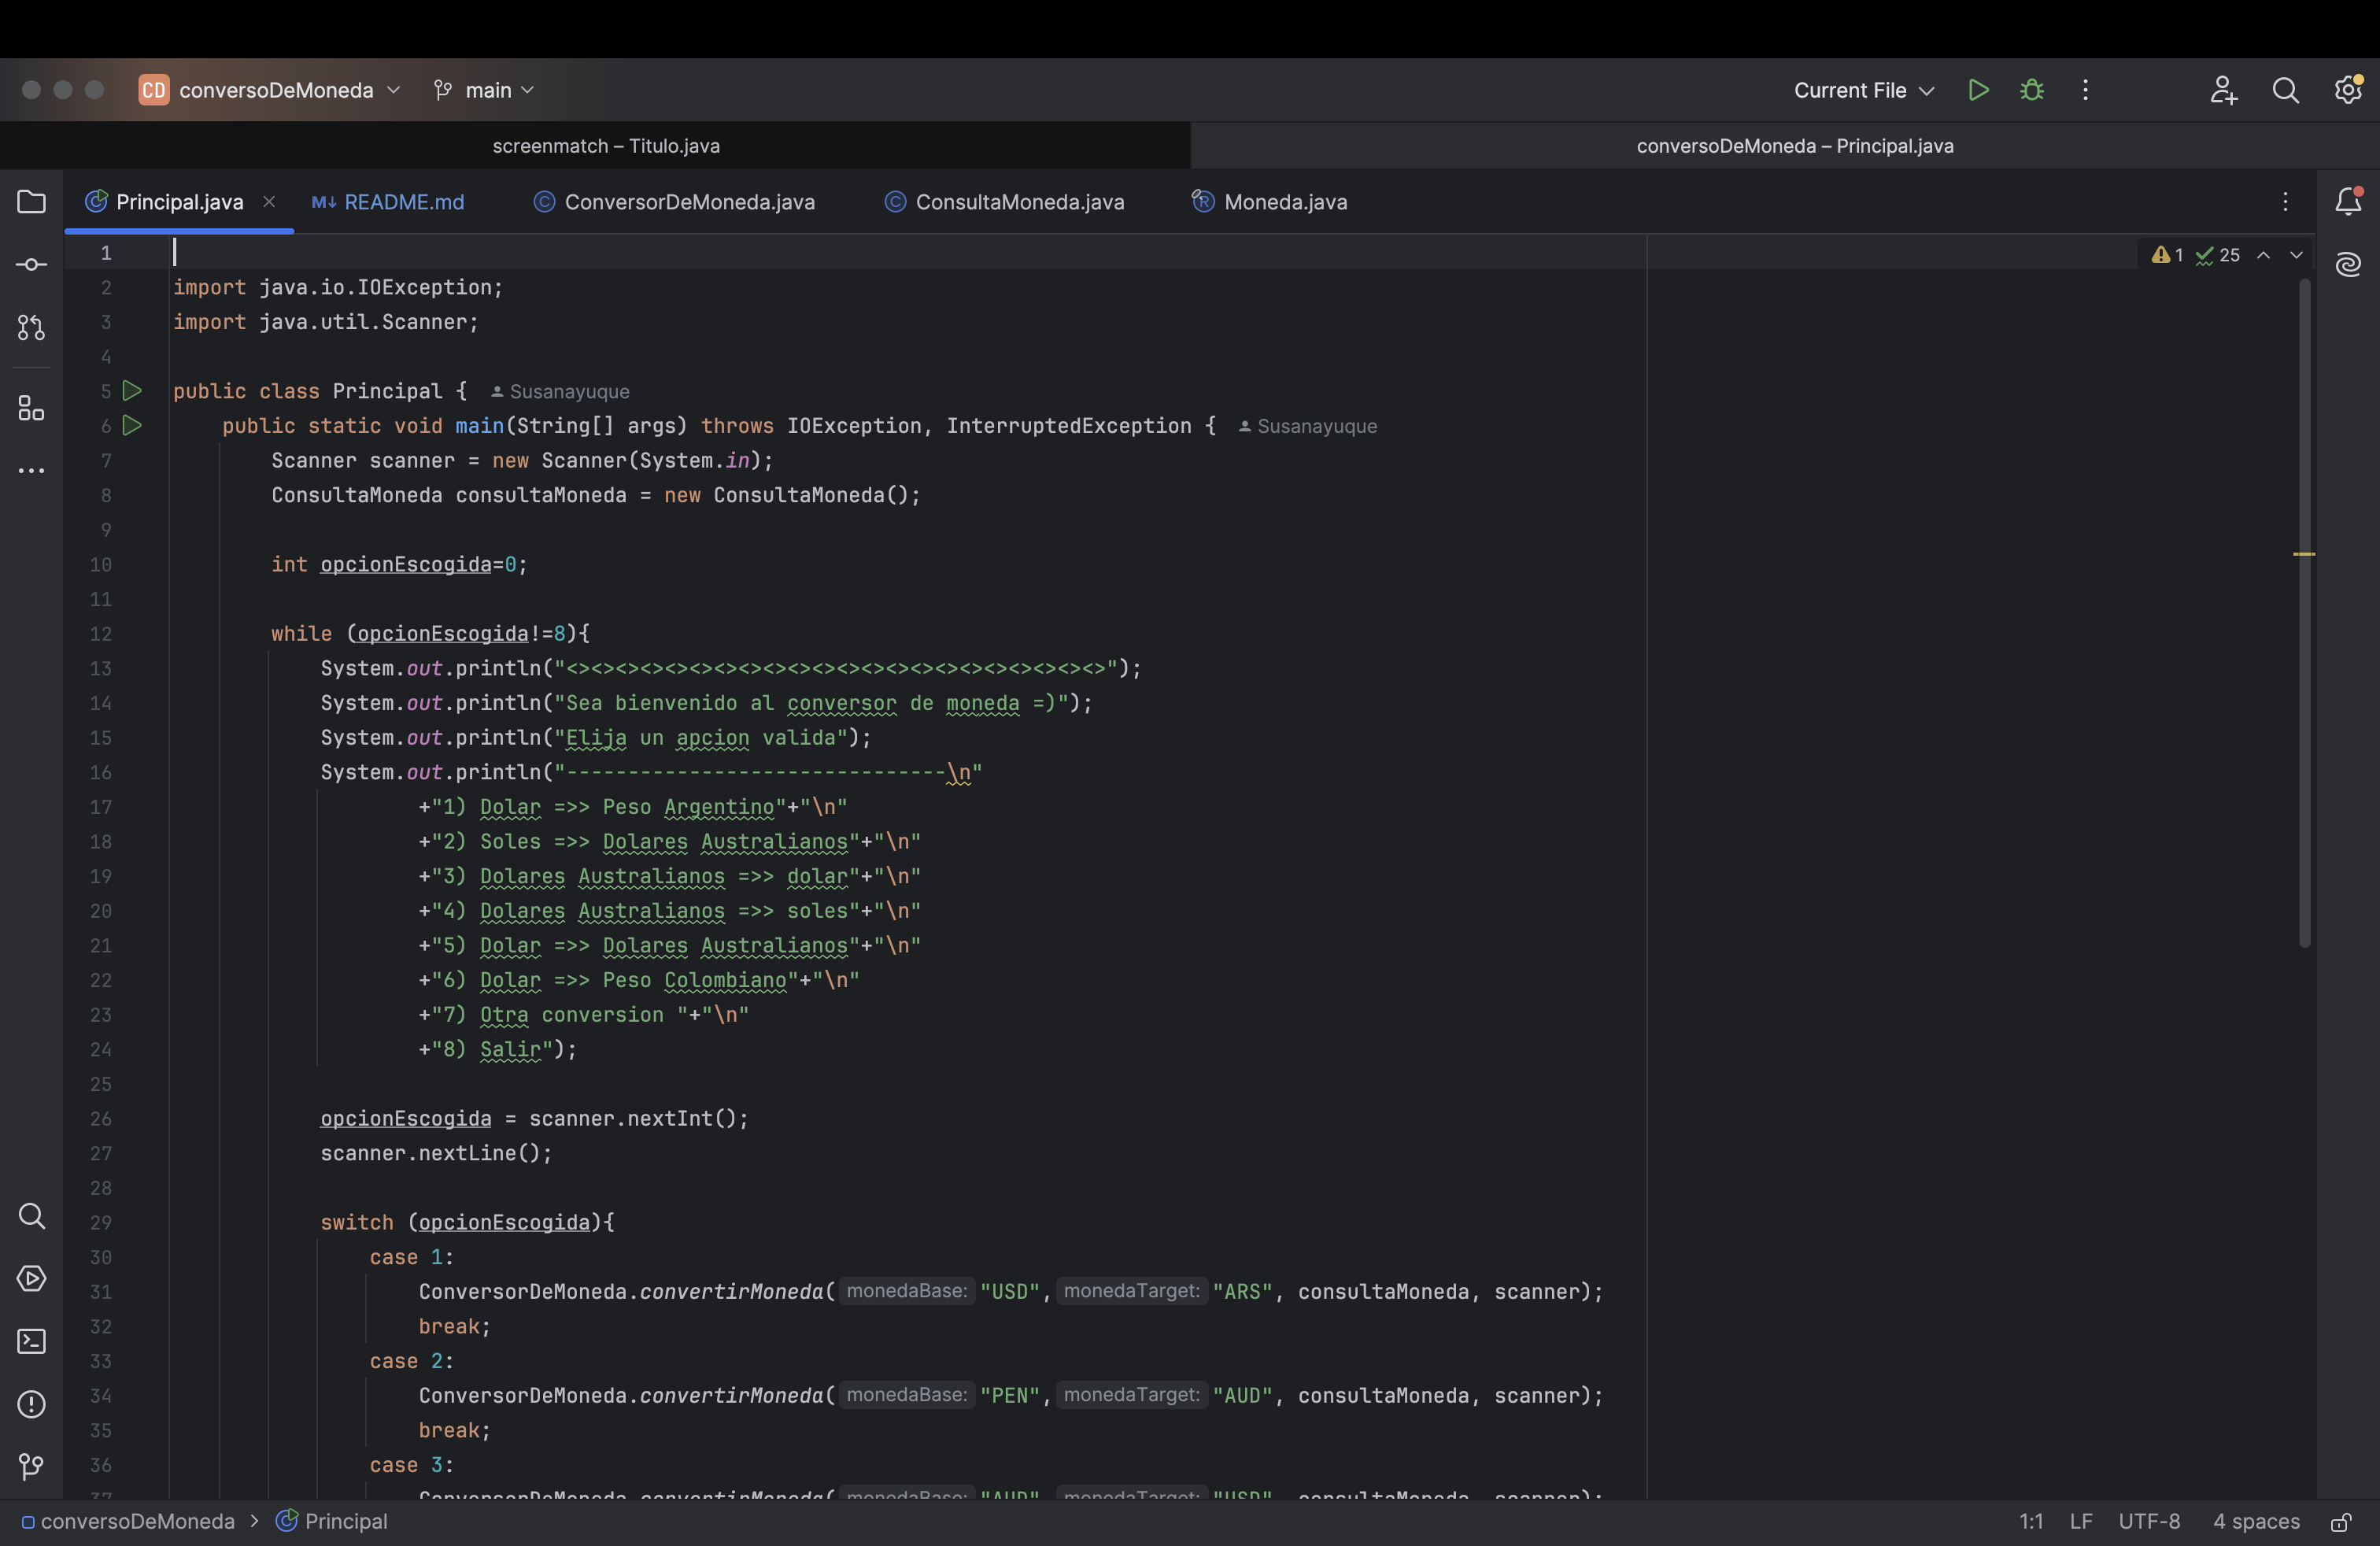 CD conversoDeMoneda main Current File
screenmatch – Titulo.java conversoDeMoneda – Principal.java
Principal.java M↓ README.md ConversorDeMoneda.java ConsultaMoneda.java Moneda.java
1 1 25
2 import java.io.IOException;
3 import java.util.Scanner;
4
5 public class Principal { Susanayuque
6 public static void main(String[] args) throws IOException, InterruptedException { Susanayuque
7 Scanner scanner = new Scanner(System.in);
8 ConsultaMoneda consultaMoneda = new ConsultaMoneda();
9
10 int opcionEscogida=0;
11
12 while (opcionEscogida!=8){
13 System.out.println("<><><><><><><><><><><><><><><><><><><><><><>");
14 System.out.println("Sea bienvenido al conversor de moneda =)");
15 System.out.println("Elija un apcion valida");
16 System.out.println("-------------------------------\n"
17 +"1) Dolar =>> Peso Argentino"+"\n"
18 +"2) Soles =>> Dolares Australianos"+"\n"
19 +"3) Dolares Australianos =>> dolar"+"\n"
20 +"4) Dolares Australianos =>> soles"+"\n"
21 +"5) Dolar =>> Dolares Australianos"+"\n"
22 +"6) Dolar =>> Peso Colombiano"+"\n"
23 +"7) Otra conversion "+"\n"
24 +"8) Salir");
25
26 opcionEscogida = scanner.nextInt();
27 scanner.nextLine();
28
29 switch (opcionEscogida){
30 case 1:
31 ConversorDeMoneda.convertirMoneda( monedaBase: "USD", monedaTarget: "ARS", consultaMoneda, scanner);
32 break;
33 case 2:
34 ConversorDeMoneda.convertirMoneda( monedaBase: "PEN", monedaTarget: "AUD", consultaMoneda, scanner);
35 break;
36 case 3:
37 ConversorDeMoneda.convertirMoneda( monedaBase: "AUD", monedaTarget: "USD", consultaMoneda, scanner);
conversoDeMoneda > Principal 1:1 LF UTF-8 4 spaces